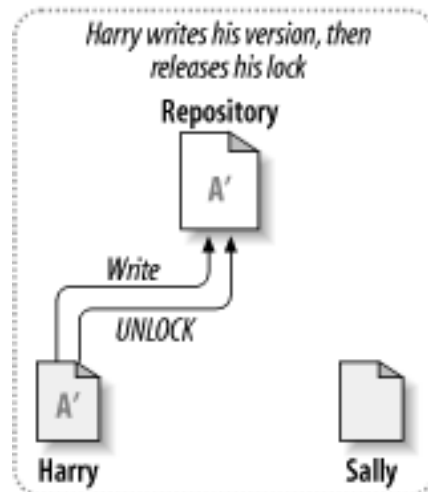 Harry writes his version, then
releases his lock
Repository
A′
Write
UNLOCK
A′
Harry
Sally